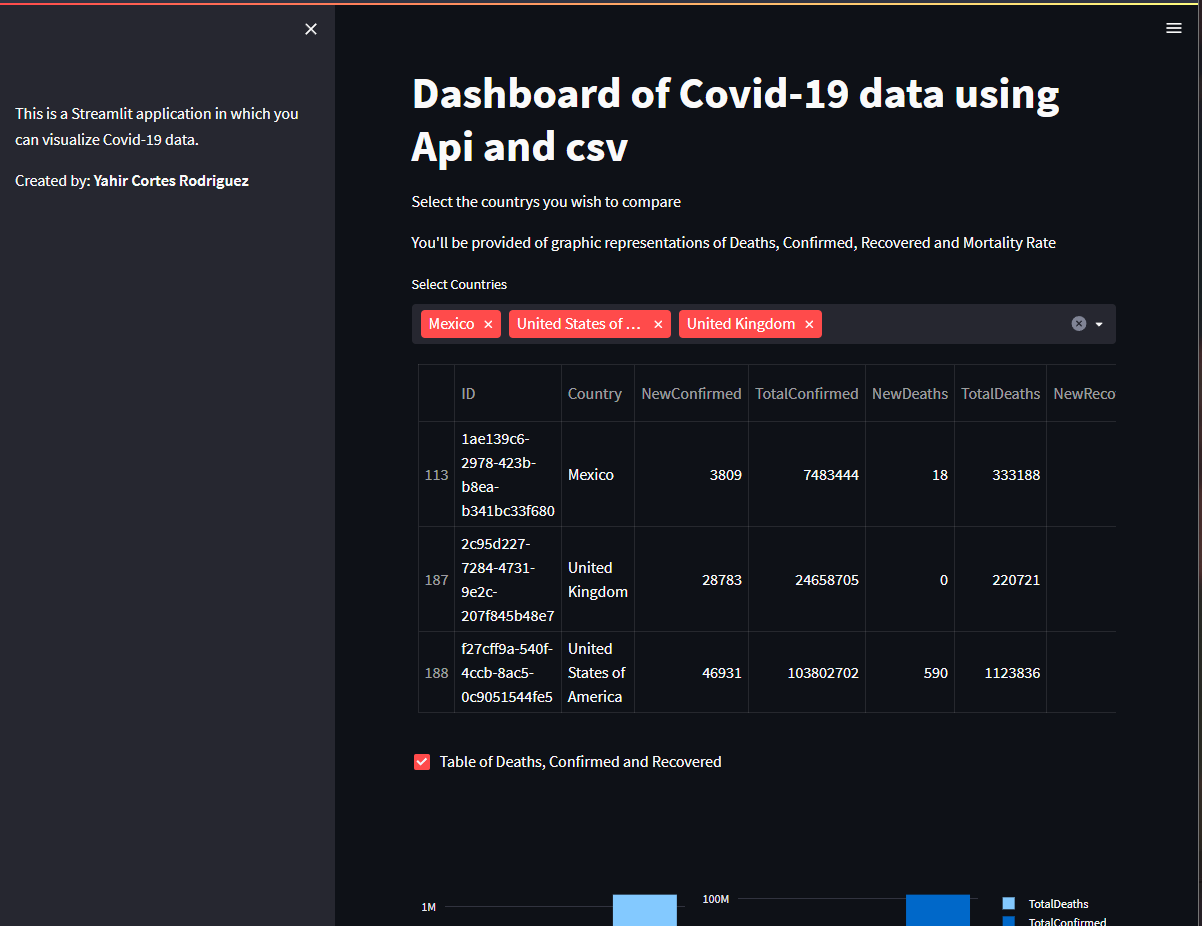 This is a Streamlit application in which you
can visualize Covid-19 data.
Created by: Yahir Cortes Rodriguez
Dashboard of Covid-19 data using
Api and csv
Select the countrys you wish to compare
You'll be provided of graphic representations of Deaths, Confirmed, Recovered and Mortality Rate
Select Countries
Mexico United States of ... United Kingdom
ID Country NewConfirmed TotalConfirmed NewDeaths TotalDeaths NewReco
1ae139c6-
2978-423b-
113 b8ea- Mexico 3809 7483444 18 333188
b341bc33f680
2c95d227-
7284-4731- United
187 9e2c- Kingdom 28783 24658705 0 220721
207f845b48e7
f27cff9a-540f- United
188 4ccb-8ac5- States of 46931 103802702 590 1123836
0c9051544fe5 America
Table of Deaths, Confirmed and Recovered
1M 100M TotalDeaths
TotalConfirmed